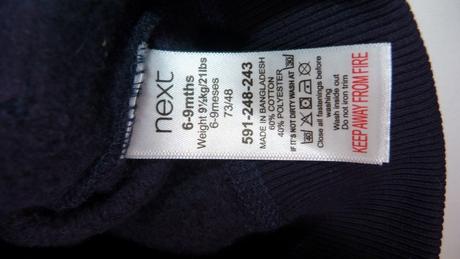 next
6-9mths
Weight 9½kg/21lbs
6-9meses
73/48
591-248-243
MADE IN BANGLADESH
60% COTTON
40% POLYESTER
IF IT'S NOT DIRTY WASH AT 30
40
Close all fastenings before
washing
Wash inside out
Do not iron trim
KEEP AWAY FROM FIRE